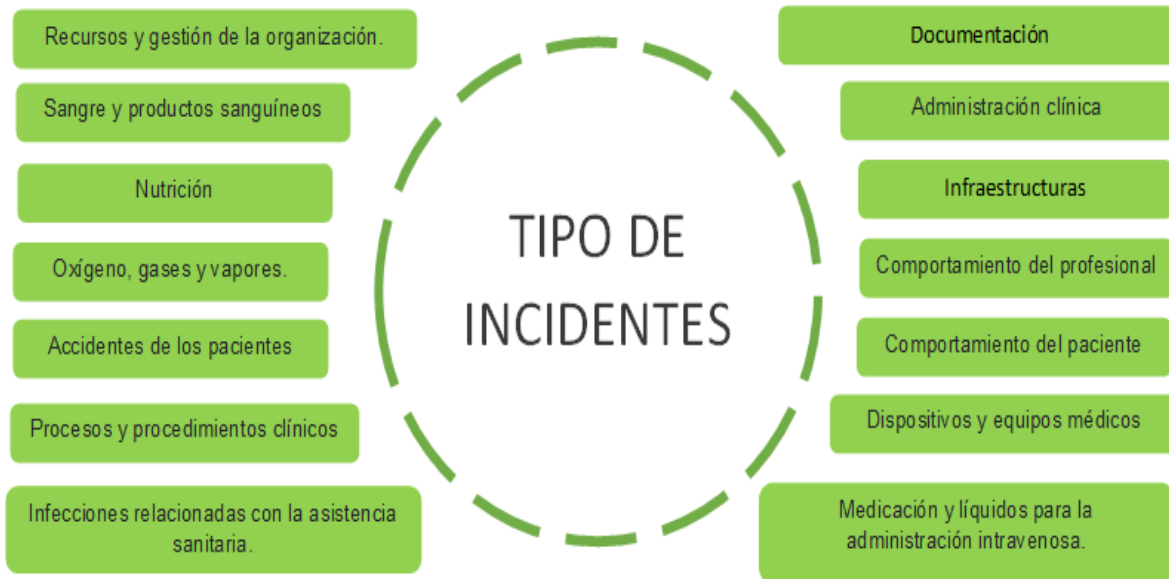 Recursos y gestión de la organización.
Sangre y productos sanguíneos
Nutrición
Oxígeno, gases y vapores.
Accidentes de los pacientes
Procesos y procedimientos clínicos
Infecciones relacionadas con la asistencia
sanitaria.
TIPO DE
INCIDENTES
Documentación
Administración clínica
Infraestructuras
Comportamiento del profesional
Comportamiento del paciente
Dispositivos y equipos médicos
Medicación y líquidos para la
administración intravenosa.